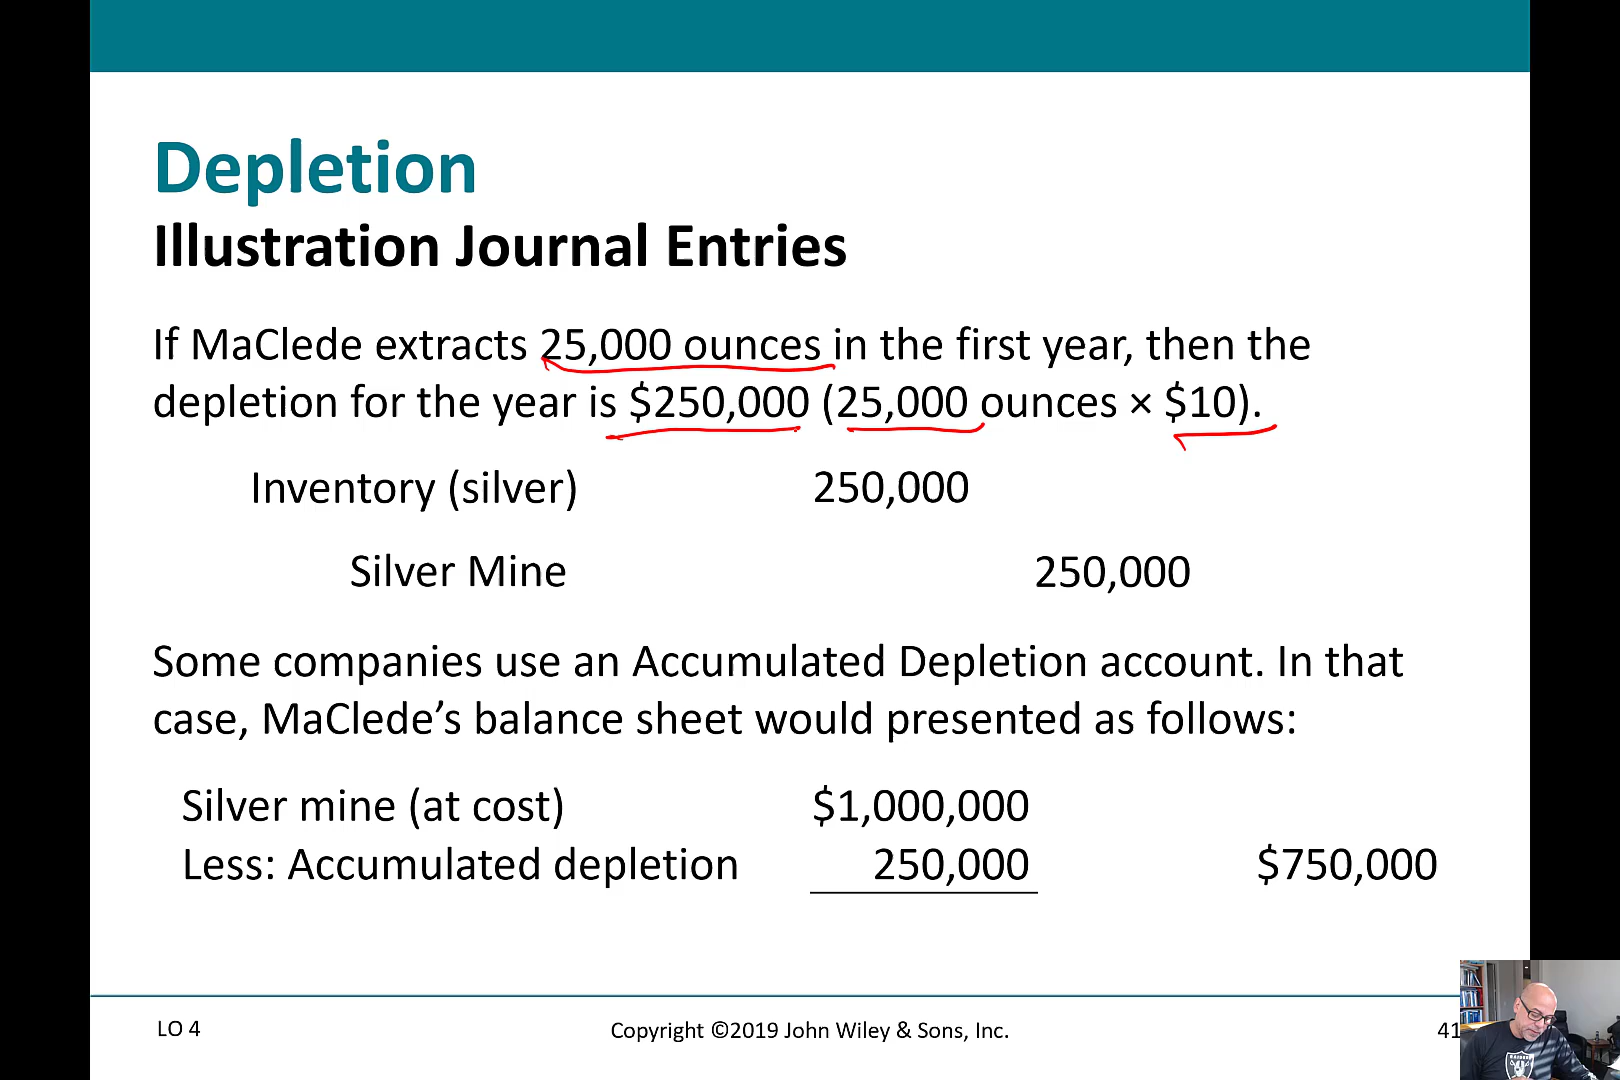 Depletion
Illustration Journal Entries
If MaClede extracts 25,000 ounces in the first year, then the
depletion for the year is $250,000 (25,000 ounces × $10).
Inventory (silver) 250,000
Silver Mine 250,000
Some companies use an Accumulated Depletion account. In that
case, MaClede’s balance sheet would presented as follows:
Silver mine (at cost) $1,000,000
Less: Accumulated depletion 250,000 $750,000
LO 4 Copyright ©2019 John Wiley & Sons, Inc. 41
RAIDERS